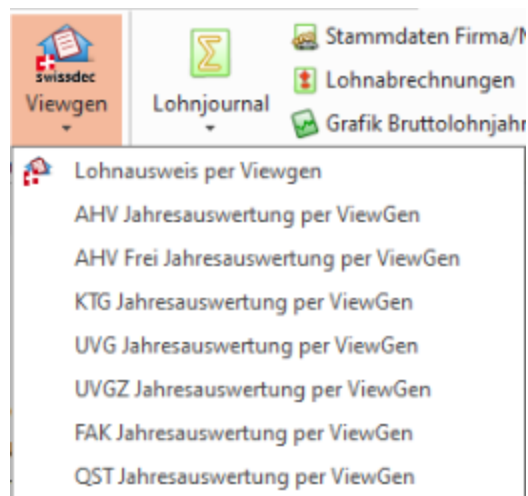 swissdec
Viewgen
Lohnjournal
Stammdaten Firma/
Lohnabrechnungen
Grafik Bruttolohnjahr
Lohnausweis per Viewgen
AHV Jahresauswertung per ViewGen
AHV Frei Jahresauswertung per ViewGen
KTG Jahresauswertung per ViewGen
UVG Jahresauswertung per ViewGen
UVGZ Jahresauswertung per ViewGen
FAK Jahresauswertung per ViewGen
QST Jahresauswertung per ViewGen